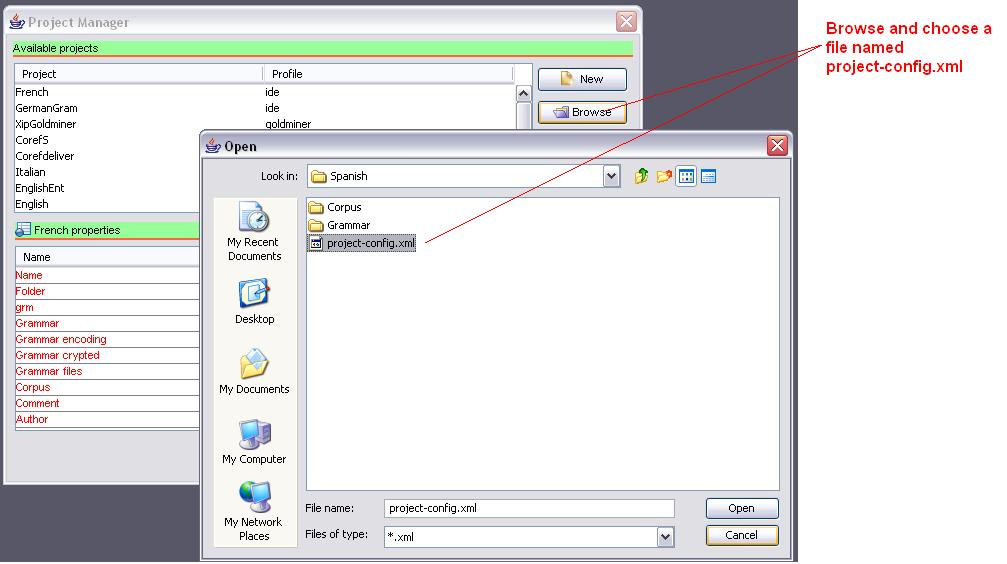 Project Manager
Available projects
Project Profile
French ide
GermanGram ide
XipGoldminer goldminer
CorefS
Corefdeliver
Italian
EnglishEnt
English
New
Browse
French properties
Name
Name
Folder
grm
Grammar
Grammar encoding
Grammar crypted
Grammar files
Corpus
Comment
Author
Open
Look in: Spanish
My Recent
Documents
Desktop
My Documents
My Computer
My Network
Places
Corpus
Grammar
project-config.xml
File name: project-config.xml
Files of type: *.xml
Open
Cancel
Browse and choose a
file named
project-config.xml